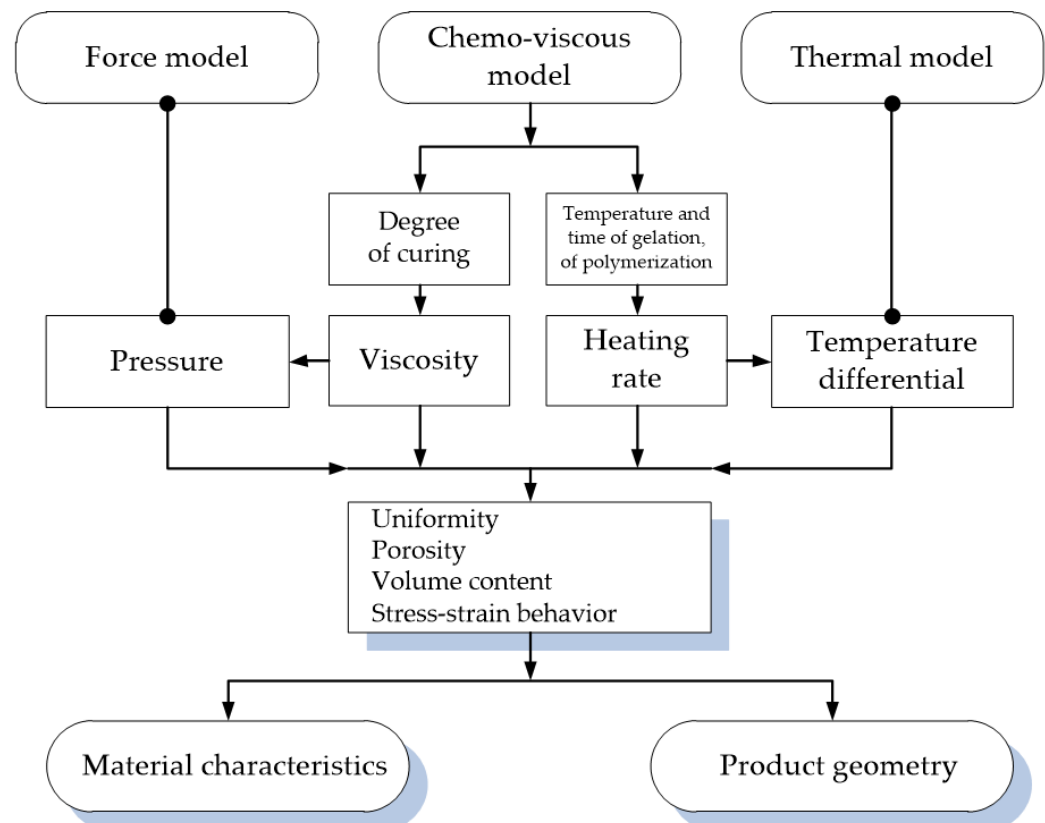 Force model
Chemo-viscous
model
Thermal model
Degree
of curing
Temperature and
time of gelation,
of polymerization
Pressure
Viscosity
Heating
rate
Temperature
differential
Uniformity
Porosity
Volume content
Stress-strain behavior
Material characteristics
Product geometry